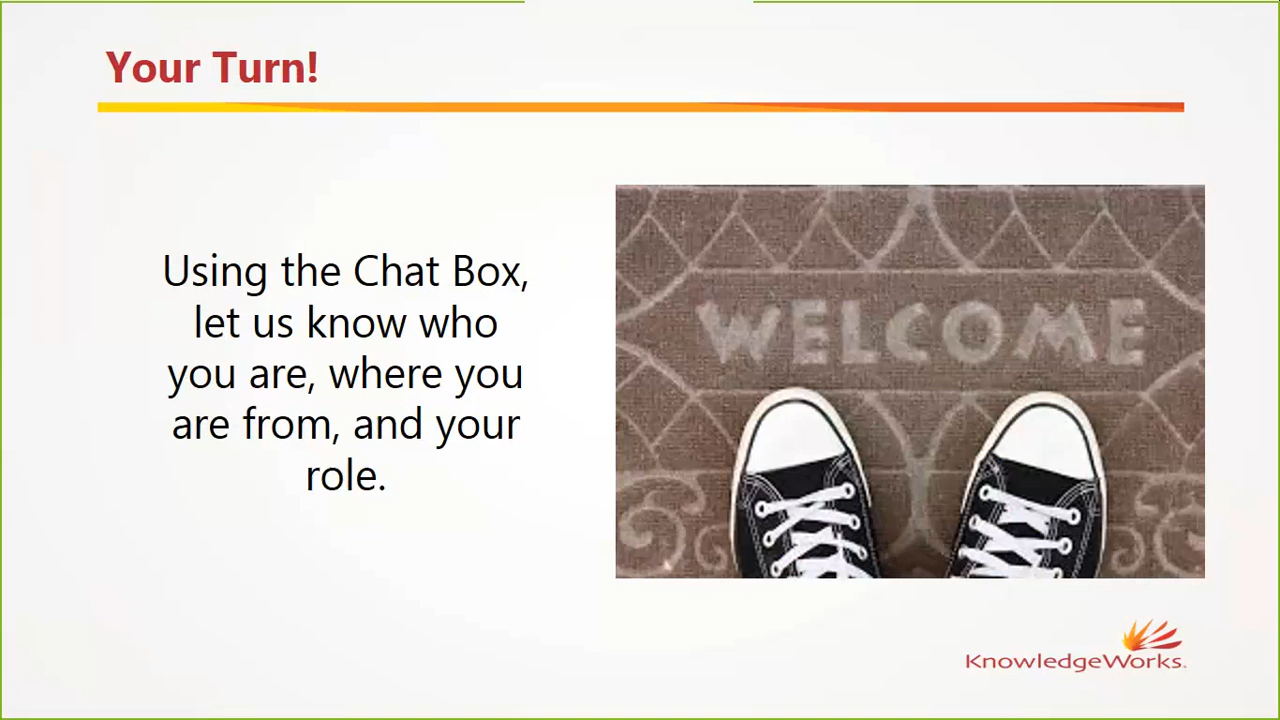 Your Turn!
Using the Chat Box,
let us know who
you are, where you
are from, and your
role.
WELCOME
KnowledgeWorks.